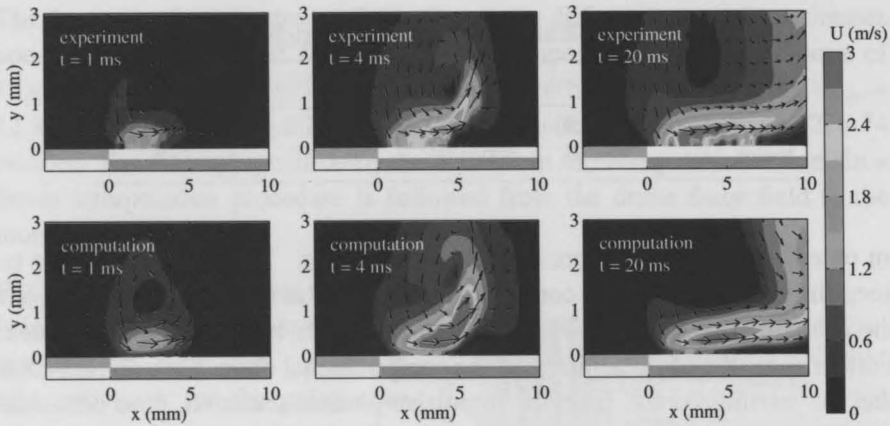 U (m/s)
3
2.4
1.8
1.2
0.6
0
y (mm)
3
2
1
0
experiment
t = 1 ms
0
5
10
experiment
t = 4 ms
0
5
10
experiment
t = 20 ms
0
5
10
y (mm)
3
2
1
0
computation
t = 1 ms
0
5
10
x (mm)
computation
t = 4 ms
0
5
10
x (mm)
computation
t = 20 ms
0
5
10
x (mm)